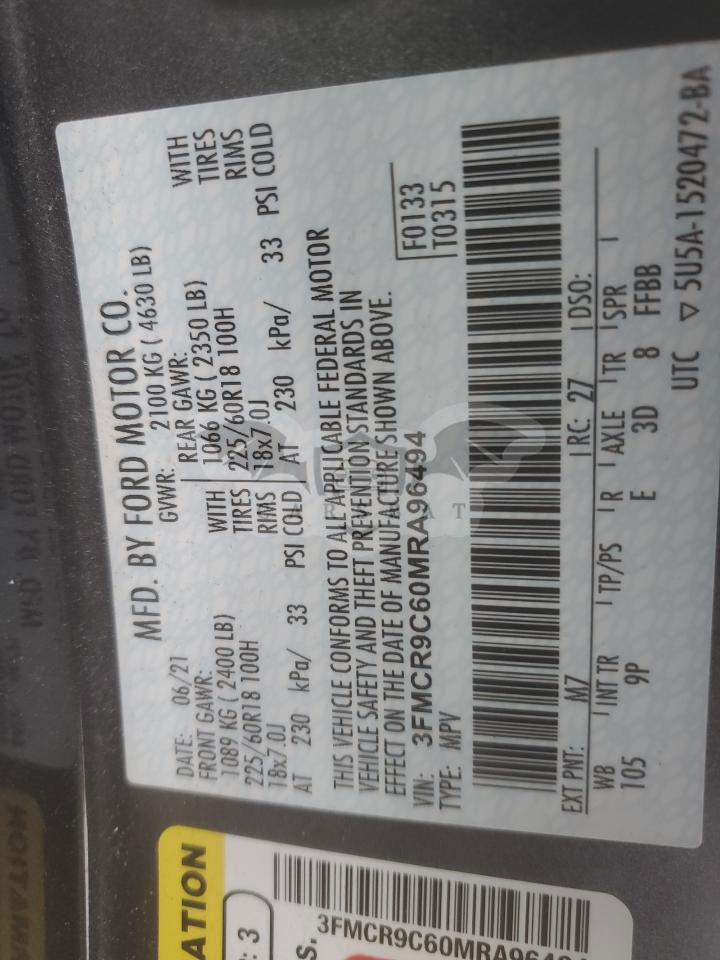 MFD. BY FORD MOTOR CO.
DATE: 06/21 GVWR: 2100 KG ( 4630 LB)
FRONT GAWR: REAR GAWR:
1089 KG ( 2400 LB) WITH 1066 KG ( 2350 LB) WITH
225/60R18 100H TIRES 225/60R18 100H TIRES
18x7.0J RIMS 18x7.0J RIMS
AT 230 kPa/ 33 PSI COLD AT 230 kPa/ 33 PSI COLD
THIS VEHICLE CONFORMS TO ALL APPLICABLE FEDERAL MOTOR
VEHICLE SAFETY AND THEFT PREVENTION STANDARDS IN
EFFECT ON THE DATE OF MANUFACTURE SHOWN ABOVE.
VIN: 3FMCR9C60MRA96494 F0133
TYPE: MPV T0315
EXT PNT: M7 RC: 27 DSO:
WB INT TR TP/PS R AXLE TR SPR
105 9P E 3D 8 FFBB
UTC ▽ 5U5A-1520472-BA
ATION
: 3
S. 3FMCR9C60MRA96494